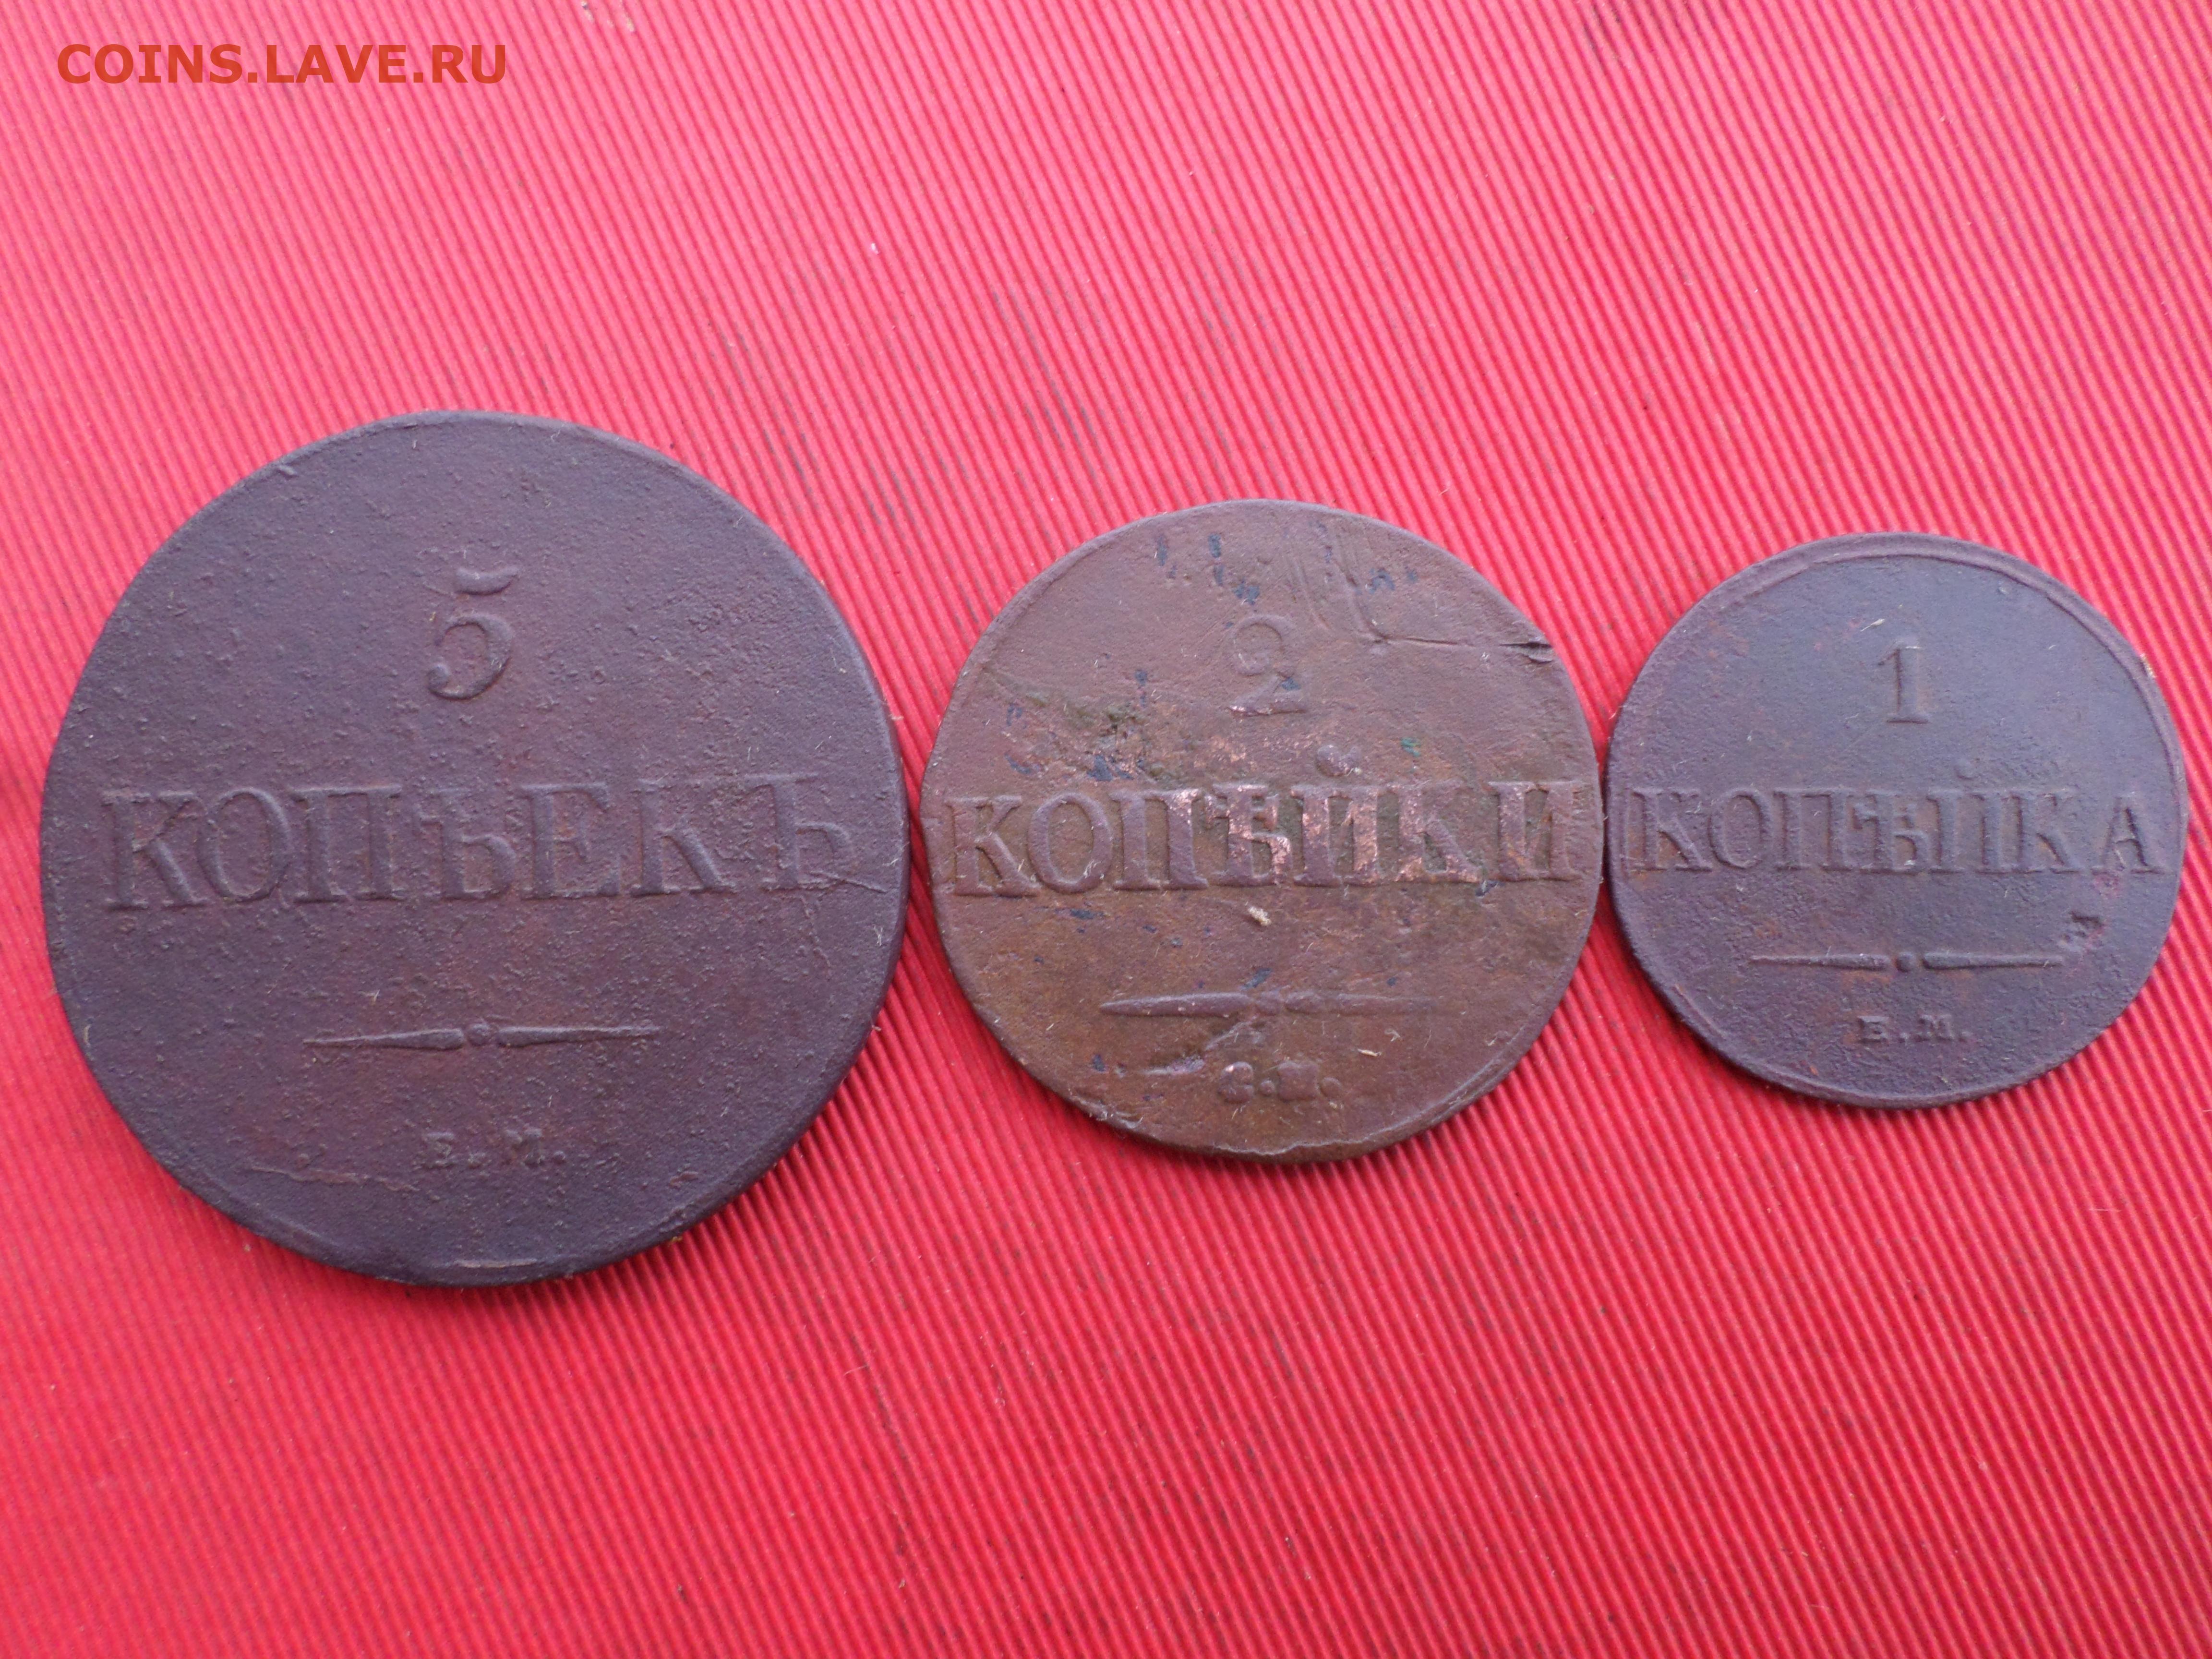 COINS.LAVE.RU
5
КОПѢЕКЪ
Е.М.
2
КОПѢЙКИ
С.М.
1
КОПѢЙКА
Е.М.